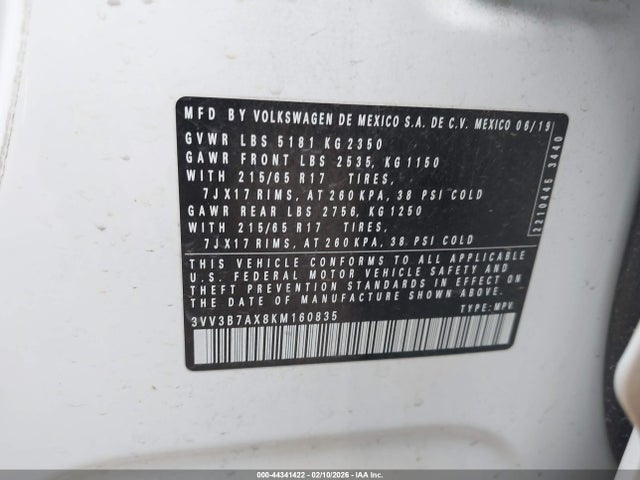 MFD BY VOLKSWAGEN DE MEXICO S.A. DE C.V. MEXICO 06/19
GVWR LBS 5181 KG 2350
GAWR FRONT LBS 2535, KG 1150
WITH 215/65 R17 TIRES,
7JX17 RIMS, AT 260 KPA, 38 PSI COLD
GAWR REAR LBS 2756, KG 1250
WITH 215/65 R17 TIRES,
7JX17 RIMS, AT 260 KPA, 38 PSI COLD
THIS VEHICLE CONFORMS TO ALL APPLICABLE
U.S. FEDERAL MOTOR VEHICLE SAFETY AND
THEFT PREVENTION STANDARDS IN EFFECT ON
THE DATE OF MANUFACTURE SHOWN ABOVE.
3VV3B7AX8KM160835 TYPE: MPV
2210445 3440
000-44341422 - 02/10/2026 - IAA Inc.